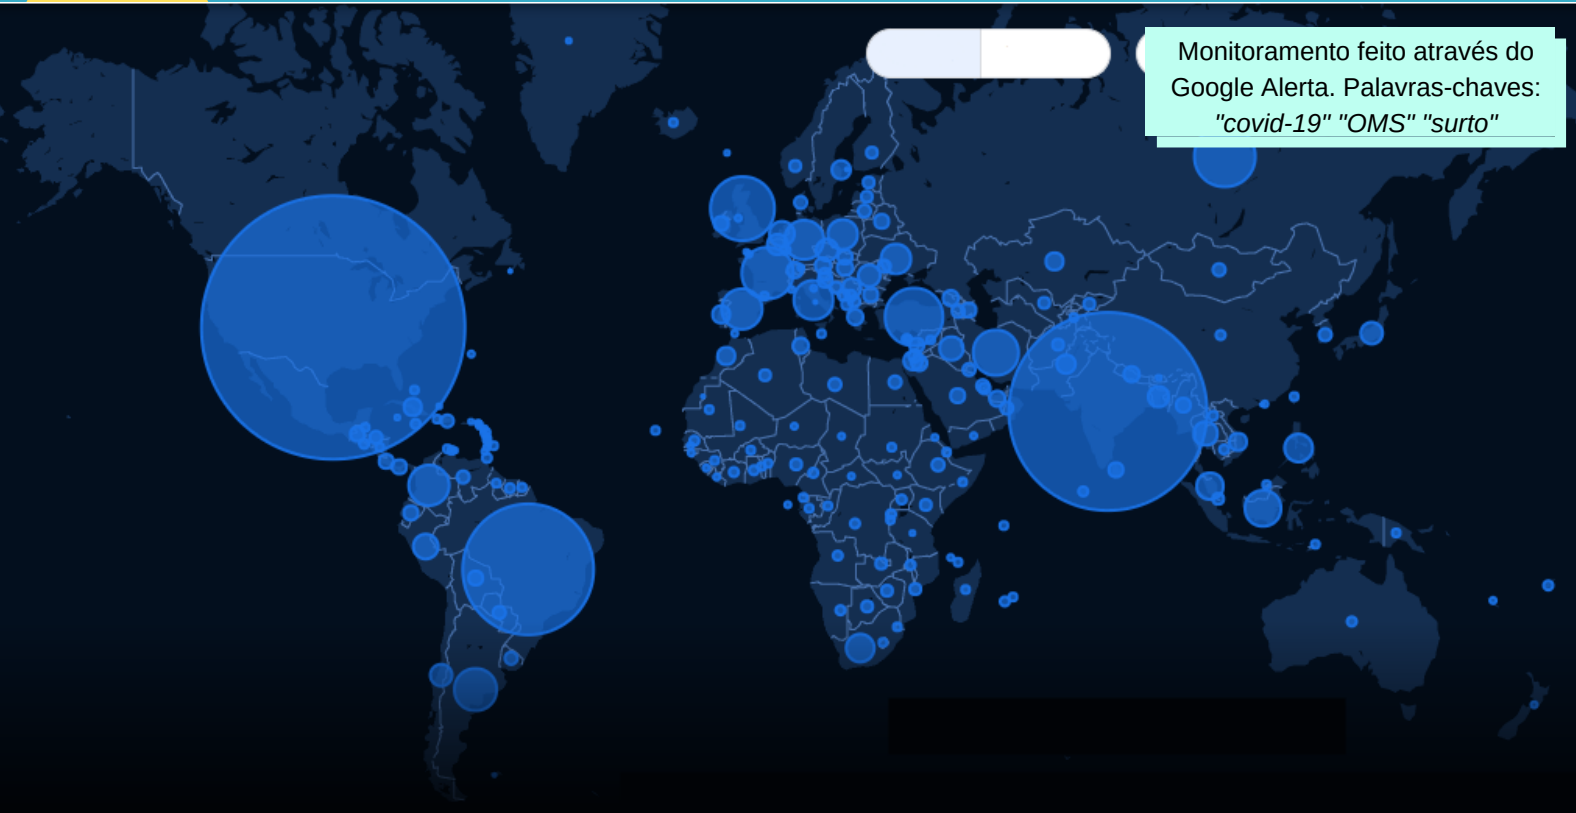 Monitoramento feito através do
Google Alerta. Palavras-chaves:
"covid-19" "OMS" "surto"